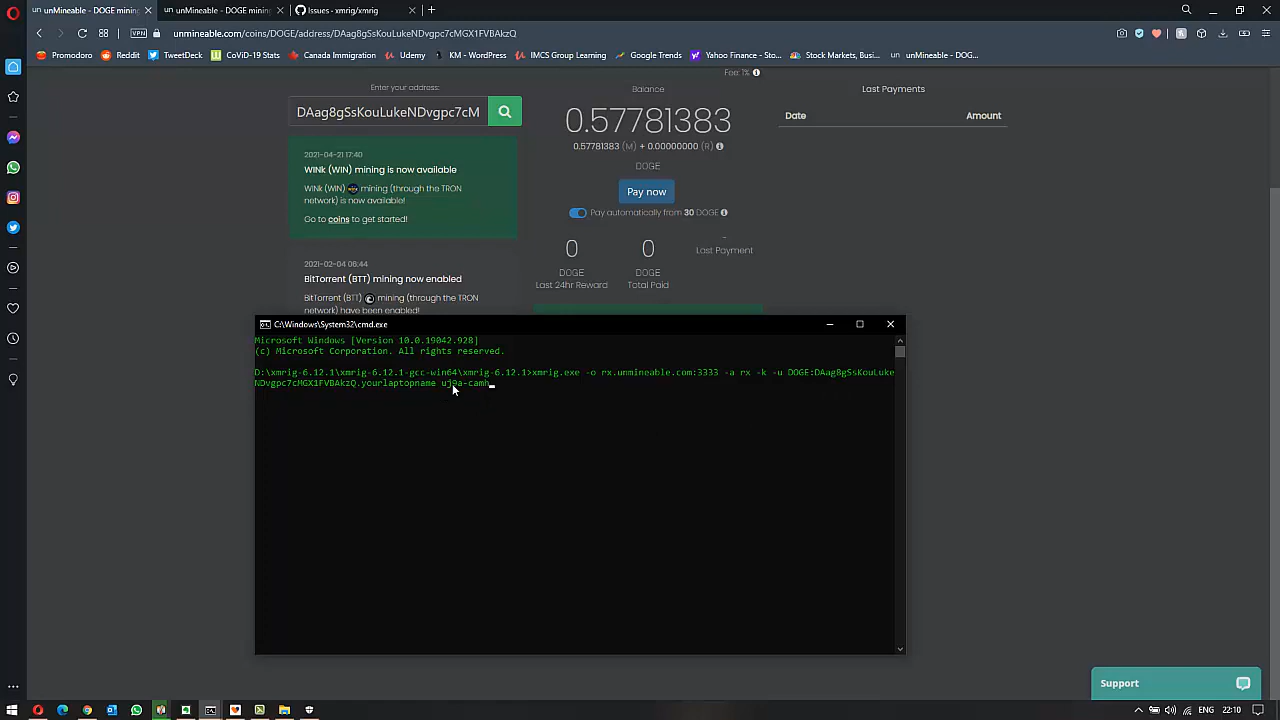 unMineable - DOGE minin
unMineable - DOGE minin
Issues - xmrig/xmrig
VPN
unmineable.com/coins/DOGE/address/DAag8gSsKouLukeNDvgpc7cMGX1FVBAkzQ
Promodoro
Reddit
TweetDeck
CoViD-19 Stats
Canada Immigration
Udemy
KM - WordPress
IMCS Group Learning
Google Trends
Yahoo Finance - Sto...
Stock Markets, Busi...
unMineable - DOG...
Fee: 1%
Enter your address:
DAag8gSsKouLukeNDvgpc7cM
2021-04-21 17:40
WINk (WIN) mining is now available
WINk (WIN) mining (through the TRON
network) is now available!
Go to coins to get started!
2021-02-04 06:44
BitTorrent (BTT) mining now enabled
BitTorrent (BTT) mining (through the TRON
network) have been enabled!
Balance
0.57781383
0.57781383 (M) + 0.00000000 (R)
DOGE
Pay now
Pay automatically from 30 DOGE
0
DOGE
Last 24hr Reward
0
DOGE
Total Paid
-
Last Payment
Last Payments
Date Amount
C:\Windows\System32\cmd.exe
Microsoft Windows [Version 10.0.19042.928]
(c) Microsoft Corporation. All rights reserved.
D:\xmrig-6.12.1\xmrig-6.12.1-gcc-win64\xmrig-6.12.1>xmrig.exe -o rx.unmineable.com:3333 -a rx -k -u DOGE:DAag8gSsKouLuke
NDvgpc7cMGX1FVBAkzQ.yourlaptopname uj9a-camh
Support
ENG
22:10